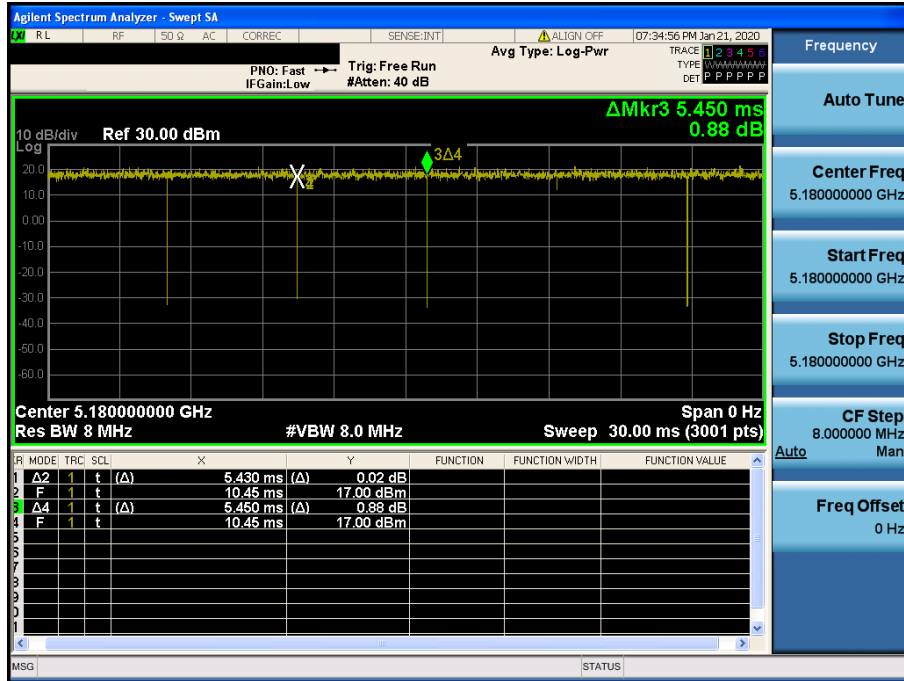 Agilent Spectrum Analyzer - Swept SA
LXI RL RF 50 Ω AC CORREC SENSE:INT ALIGN OFF 07:34:56 PM Jan 21, 2020
Avg Type: Log-Pwr
TRACE 1 2 3 4 5 6
TYPE WWWWWW
DET P P P P P P
PNO: Fast
IFGain:Low
Trig: Free Run
#Atten: 40 dB
ΔMkr3 5.450 ms
0.88 dB
10 dB/div Ref 30.00 dBm
Log
3Δ4
20.0
10.0
0.00
-10.0
-20.0
-30.0
-40.0
-50.0
-60.0
Center 5.180000000 GHz Span 0 Hz
Res BW 8 MHz #VBW 8.0 MHz Sweep 30.00 ms (3001 pts)
MODE TRC SCL X Y FUNCTION FUNCTION WIDTH FUNCTION VALUE
1 Δ2 1 t (Δ) 5.430 ms (Δ) 0.02 dB
2 F 1 t 10.45 ms 17.00 dBm
3 Δ4 1 t (Δ) 5.450 ms (Δ) 0.88 dB
4 F 1 t 10.45 ms 17.00 dBm
5
6
7
8
9
MSG STATUS
Frequency
Auto Tune
Center Freq
5.180000000 GHz
Start Freq
5.180000000 GHz
Stop Freq
5.180000000 GHz
CF Step
8.000000 MHz
Auto Man
Freq Offset
0 Hz